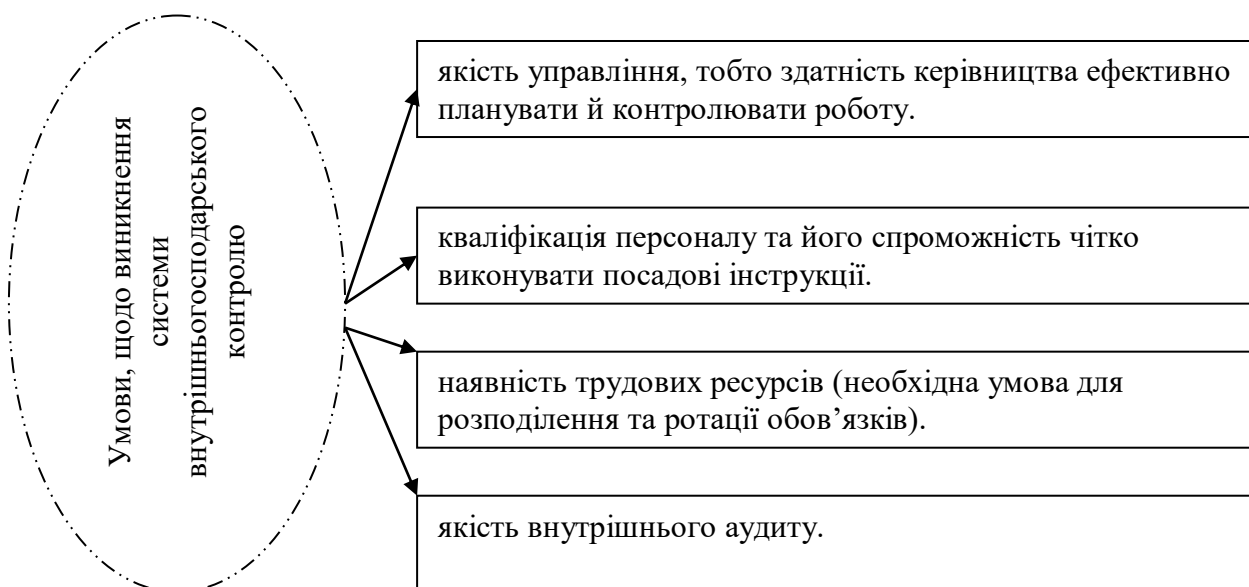 Умови, щодо виникнення
системи
внутрішньогосподарського
контролю
якість управління, тобто здатність керівництва ефективно
планувати й контролювати роботу.
кваліфікація персоналу та його спроможність чітко
виконувати посадові інструкції.
наявність трудових ресурсів (необхідна умова для
розподілення та ротації обов’язків).
якість внутрішнього аудиту.